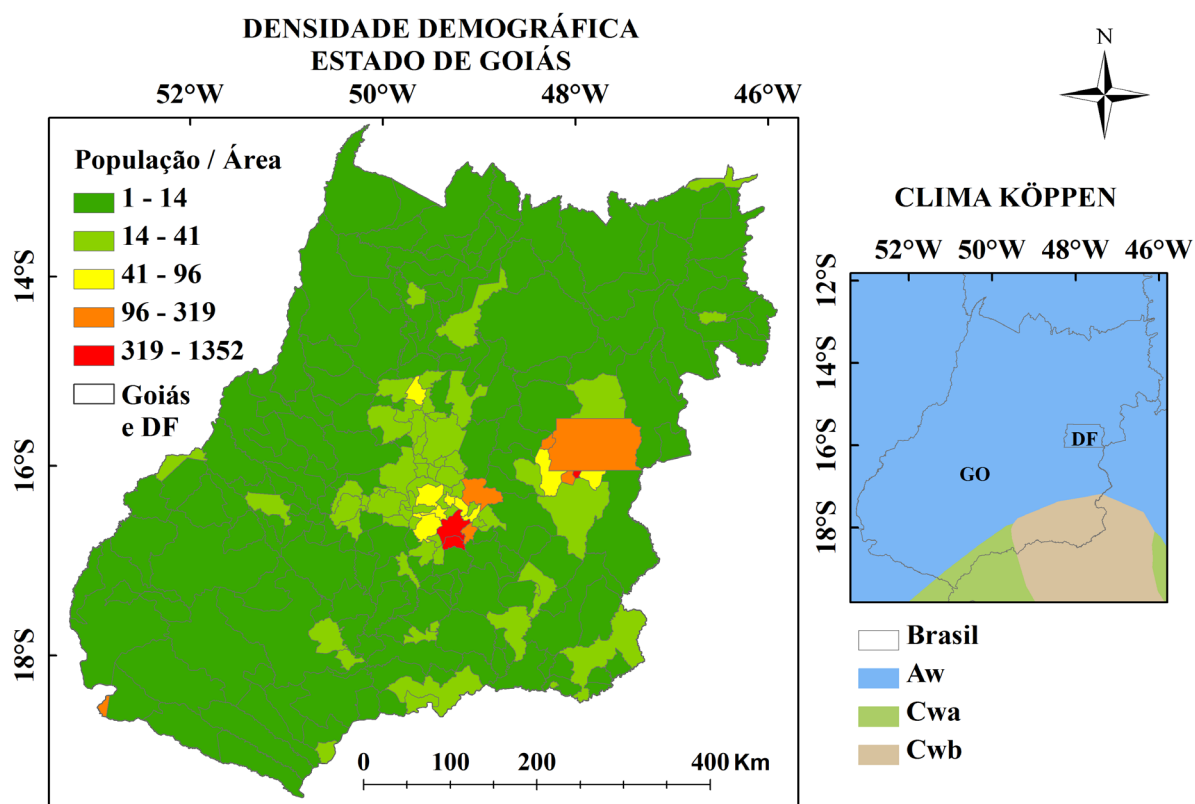 DENSIDADE DEMOGRÁFICA
ESTADO DE GOIÁS
52°W 50°W 48°W 46°W
População / Área
1 - 14
14 - 41
41 - 96
96 - 319
319 - 1352
Goiás
e DF
14°S
16°S
18°S
0 100 200 400 Km
N
CLIMA KÖPPEN
52°W 50°W 48°W 46°W
12°S
14°S
16°S
18°S
DF
GO
Brasil
Aw
Cwa
Cwb